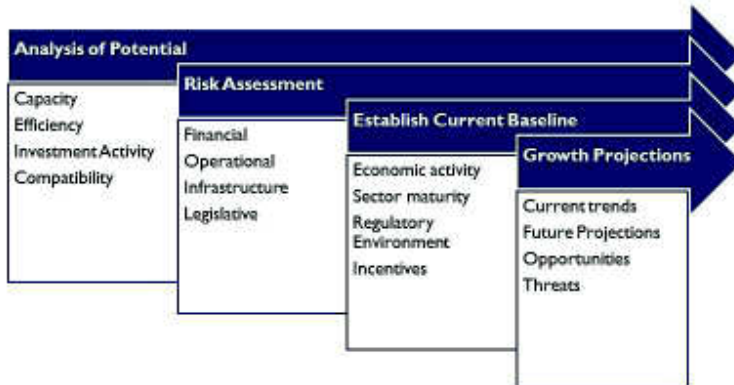 Analysis of Potential
Capacity
Efficiency
Investment Activity
Compatibility
Risk Assessment
Financial
Operational
Infrastructure
Legislative
Establish Current Baseline
Economic activity
Sector maturity
Regulatory
Environment
Incentives
Growth Projections
Current trends
Future Projections
Opportunities
Threats